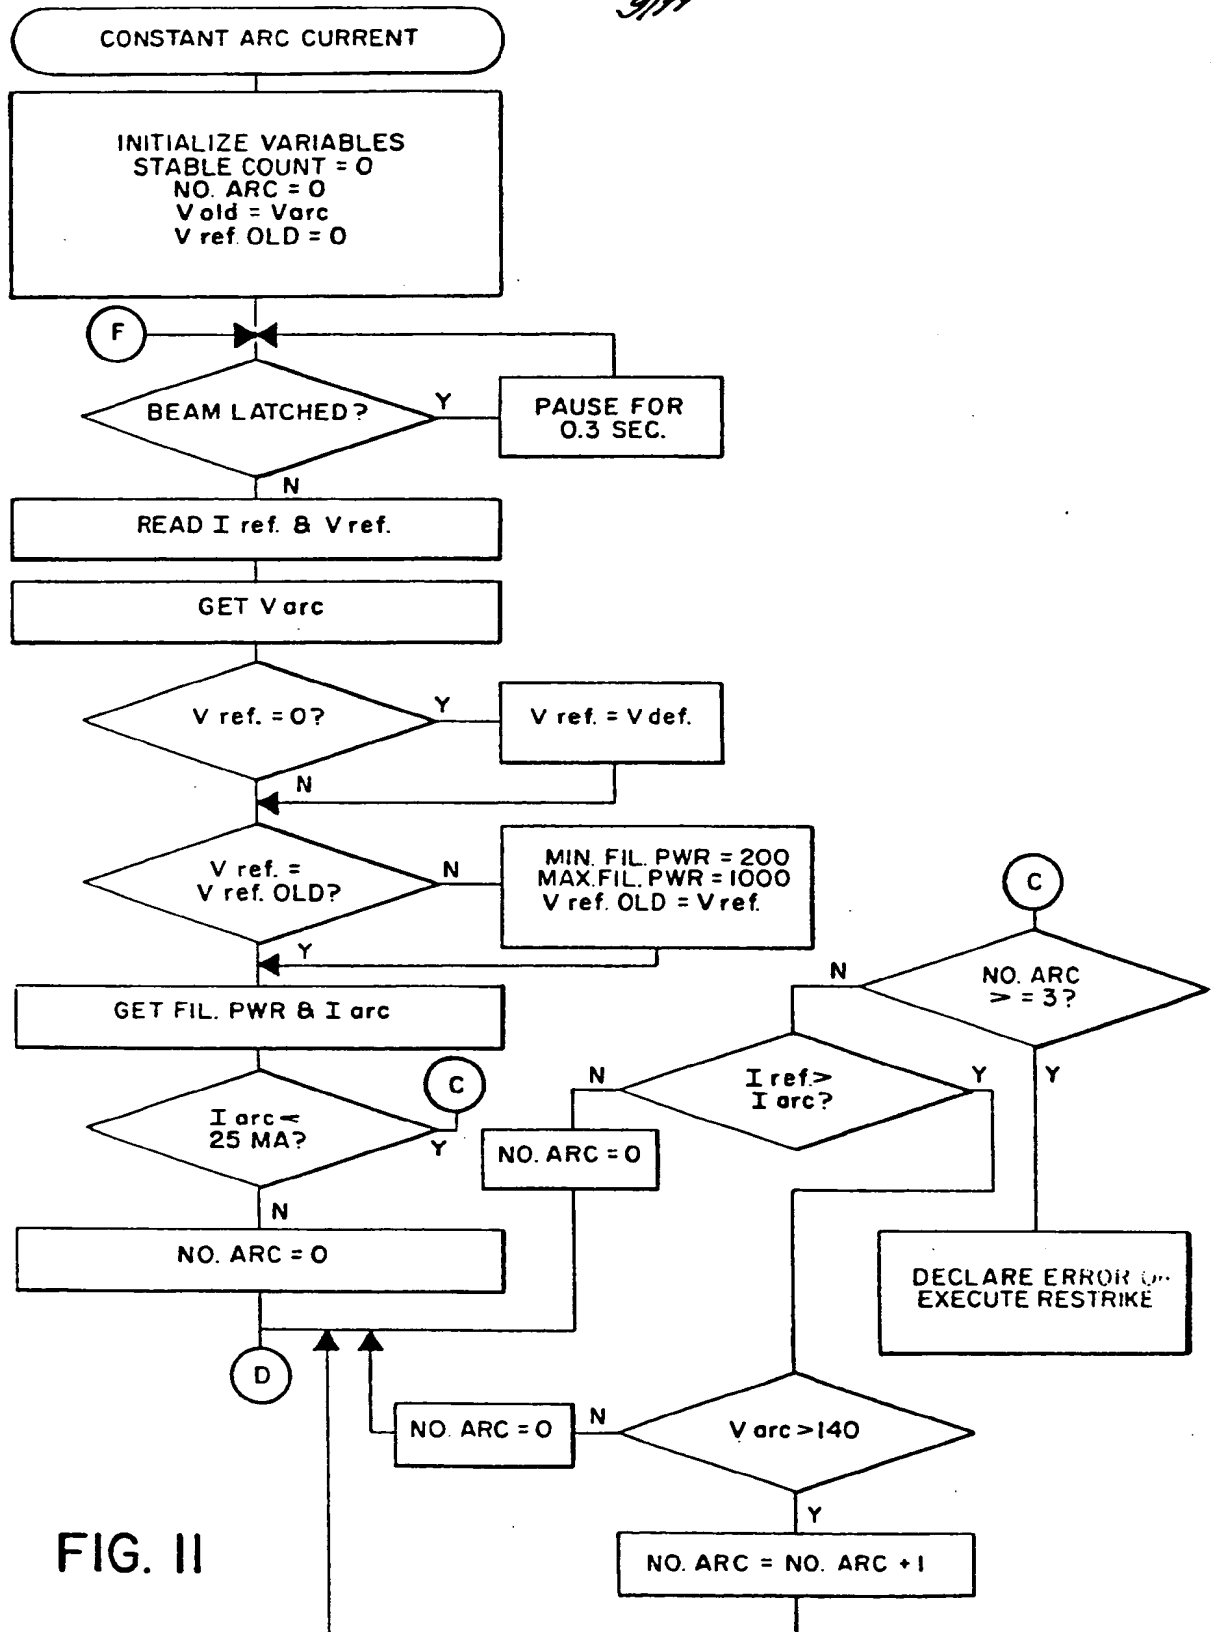 CONSTANT ARC CURRENT
INITIALIZE VARIABLES
STABLE COUNT = 0
NO. ARC = 0
V old = Varc
V ref. OLD = 0
F
BEAM LATCHED?
Y
PAUSE FOR
0.3 SEC.
N
READ I ref. & V ref.
GET V arc
V ref. = 0?
Y
V ref. = V def.
N
V ref. =
V ref. OLD?
N
MIN. FIL. PWR = 200
MAX. FIL. PWR = 1000
V ref. OLD = V ref.
Y
GET FIL. PWR & I arc
I arc <
25 MA?
Y
C
N
NO. ARC = 0
D
C
NO. ARC
> = 3?
N
Y
I ref. >
I arc?
N
Y
NO. ARC = 0
DECLARE ERROR
EXECUTE RESTRIKE
V arc > 140
N
NO. ARC = 0
Y
NO. ARC = NO. ARC + 1
FIG. 11